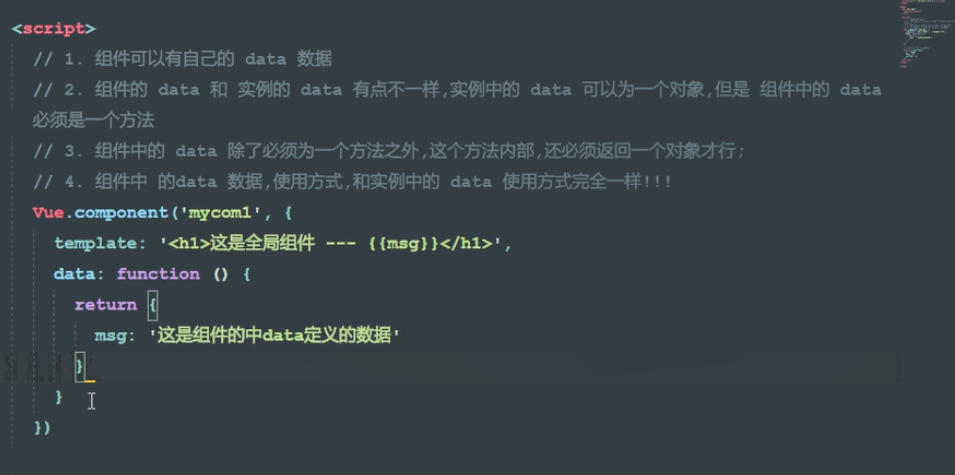 <script>
// 1. 组件可以有自己的 data 数据
// 2. 组件的 data 和 实例的 data 有点不一样,实例中的 data 可以为一个对象,但是 组件中的 data
必须是一个方法
// 3. 组件中的 data 除了必须为一个方法之外,这个方法内部,还必须返回一个对象才行;
// 4. 组件中 的data 数据,使用方式,和实例中的 data 使用方式完全一样!!!
Vue.component('mycom1', {
template: '<h1>这是全局组件 --- {{msg}}</h1>',
data: function () {
return {
msg: '这是组件的中data定义的数据'
}
}
})